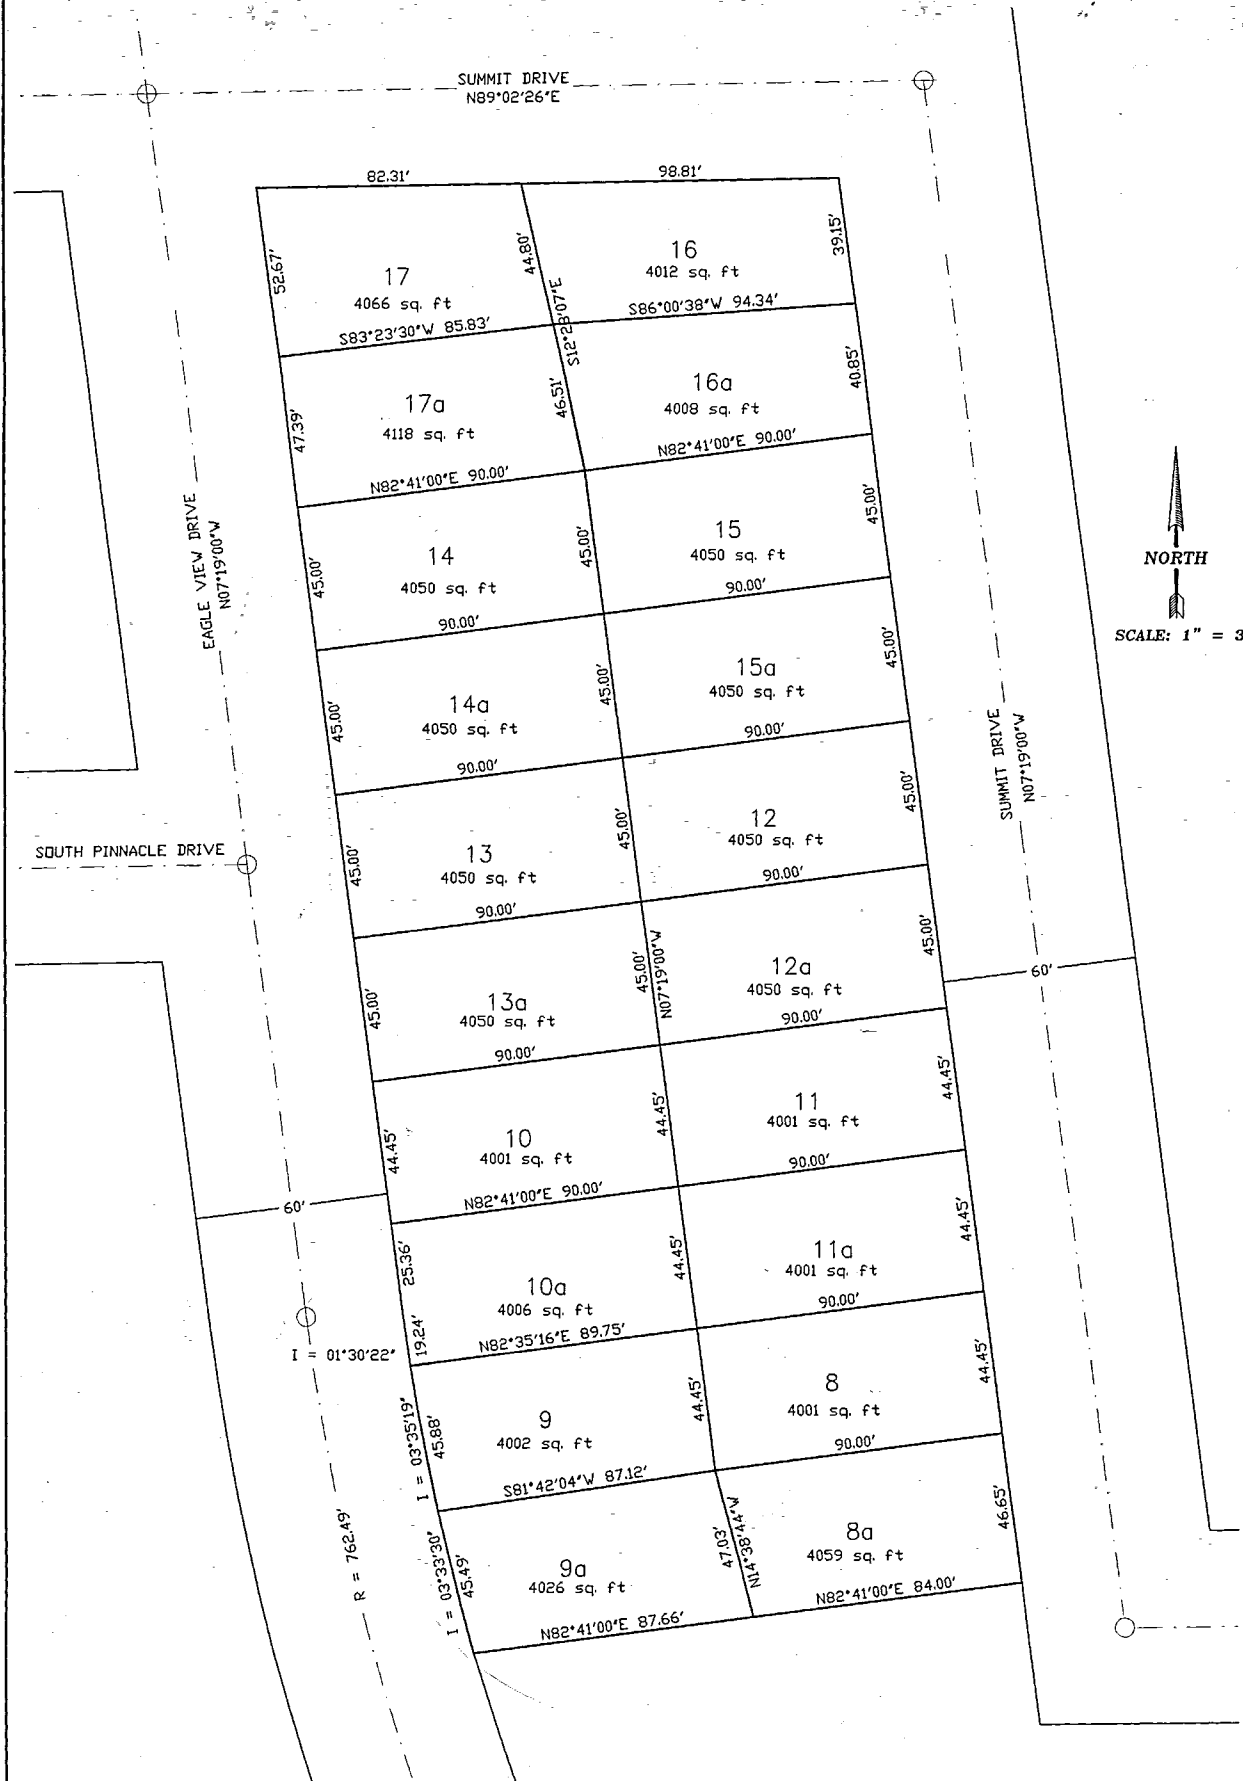 SUMMIT DRIVE
N89°02'26"E
82.31'
98.81'
52.67'
17
4066 sq. ft
44.80'
16
4012 sq. ft
39.15'
S83°23'30"W 85.83'
S12°28'07"E
S86°00'38"W 94.34'
47.39'
17a
4118 sq. ft
46.51'
16a
4008 sq. ft
40.85'
N82°41'00"E 90.00'
N82°41'00"E 90.00'
EAGLE VIEW DRIVE
N07°19'00"W
45.00'
14
4050 sq. ft
90.00'
45.00'
15
4050 sq. ft
90.00'
45.00'
NORTH
SCALE: 1" = 3
45.00'
14a
4050 sq. ft
90.00'
45.00'
15a
4050 sq. ft
90.00'
45.00'
SUMMIT DRIVE
N07°19'00"W
SOUTH PINNACLE DRIVE
45.00'
13
4050 sq. ft
90.00'
45.00'
12
4050 sq. ft
90.00'
45.00'
45.00'
13a
4050 sq. ft
90.00'
45.00'
N07°19'00"W
12a
4050 sq. ft
90.00'
45.00'
60'
44.45'
10
4001 sq. ft
N82°41'00"E 90.00'
44.45'
11
4001 sq. ft
90.00'
44.45'
60'
25.36'
19.24'
10a
4006 sq. ft
N82°35'16"E 89.75'
44.45'
11a
4001 sq. ft
90.00'
44.45'
I = 01°30'22"
I = 03°35'19"
45.88'
9
4002 sq. ft
S81°42'04"W 87.12'
44.45'
8
4001 sq. ft
90.00'
44.45'
R = 762.49'
I = 03°33'30"
45.49'
9a
4026 sq. ft
N82°41'00"E 87.66'
47.03'
N14°38'44"W
8a
4059 sq. ft
N82°41'00"E 84.00'
46.65'